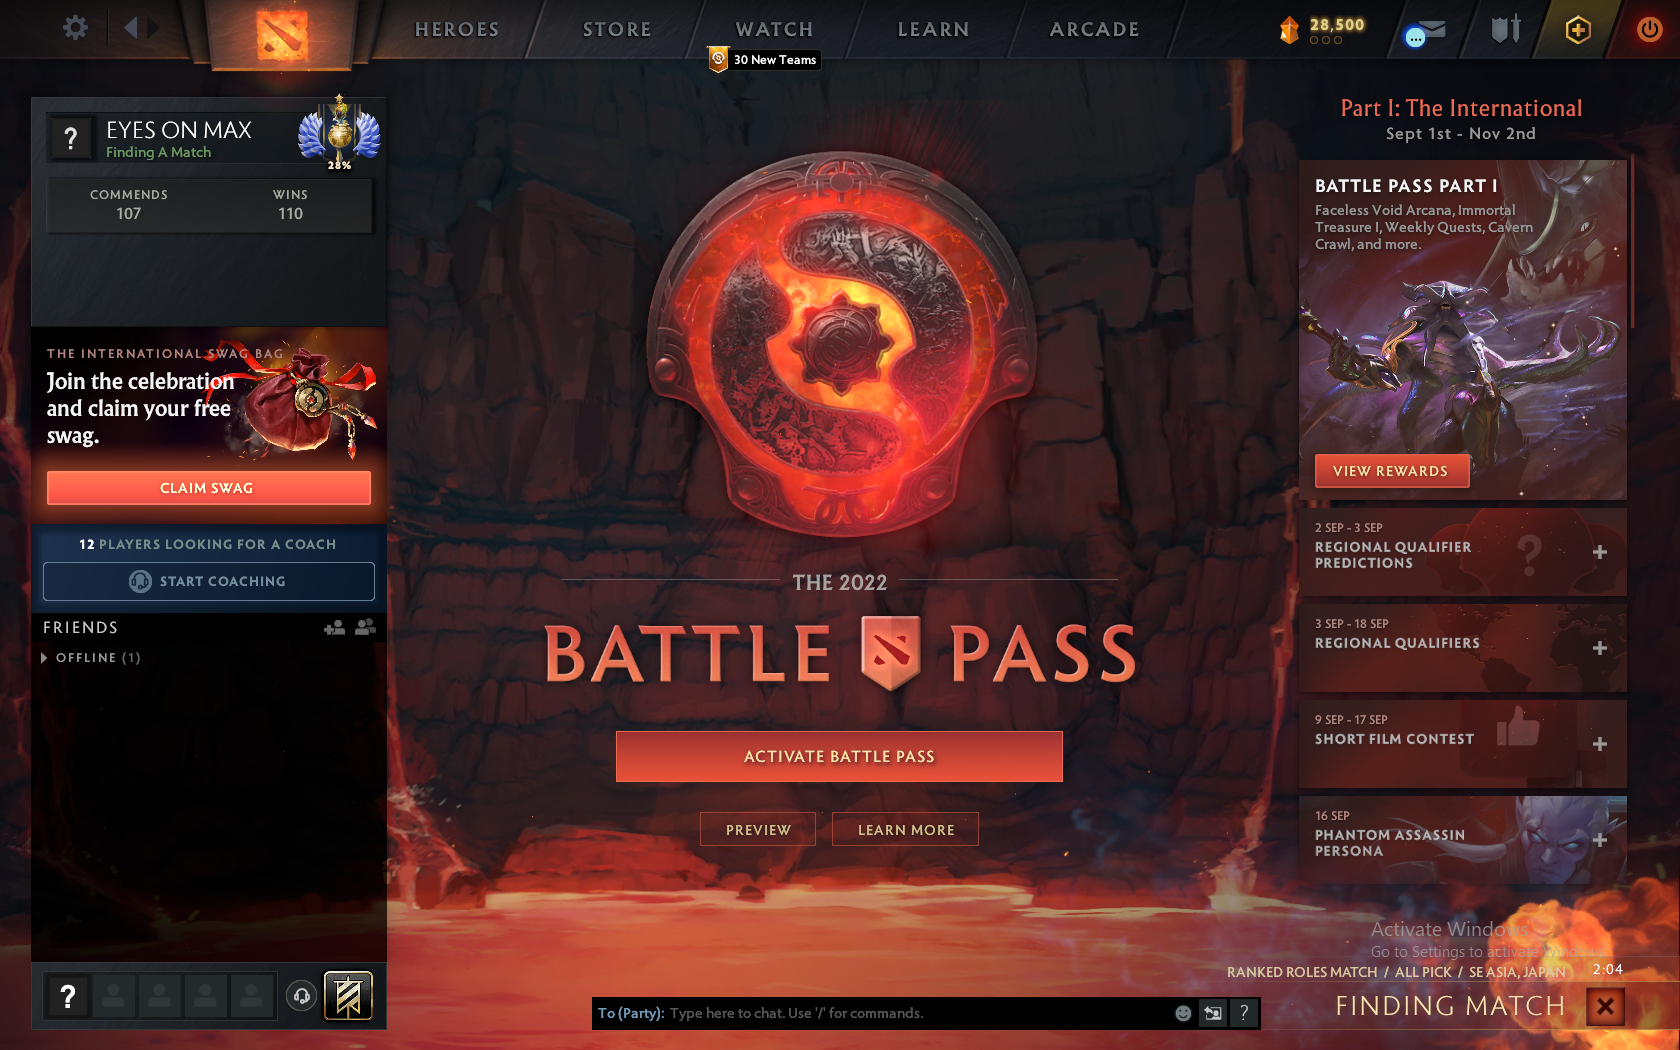 HEROES
STORE
WATCH
LEARN
ARCADE
28,500
30 New Teams
?
EYES ON MAX
Finding A Match
28%
COMMENDS
WINS
107
110
THE INTERNATIONAL SWAG BAG
Join the celebration
and claim your free
swag.
CLAIM SWAG
12 PLAYERS LOOKING FOR A COACH
START COACHING
FRIENDS
OFFLINE (1)
?
THE 2022
BATTLE PASS
ACTIVATE BATTLE PASS
PREVIEW
LEARN MORE
To (Party): Type here to chat. Use '/' for commands.
?
Part I: The International
Sept 1st - Nov 2nd
BATTLE PASS PART I
Faceless Void Arcana, Immortal
Treasure I, Weekly Quests, Cavern
Crawl, and more.
VIEW REWARDS
2 SEP - 3 SEP
REGIONAL QUALIFIER
PREDICTIONS
?
+
3 SEP - 18 SEP
REGIONAL QUALIFIERS
+
9 SEP - 17 SEP
SHORT FILM CONTEST
+
16 SEP
PHANTOM ASSASSIN
PERSONA
+
Activate Windows
Go to Settings to activate Windows.
RANKED ROLES MATCH / ALL PICK / SE ASIA, JAPAN
2:04
FINDING MATCH